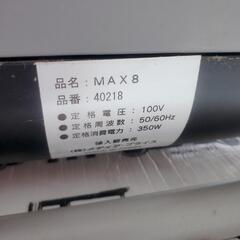 品名：MAX8
品番：40218
● 定格電圧：100V
● 定格周波数：50/60Hz
● 定格消費電力：350W
輸入販売元